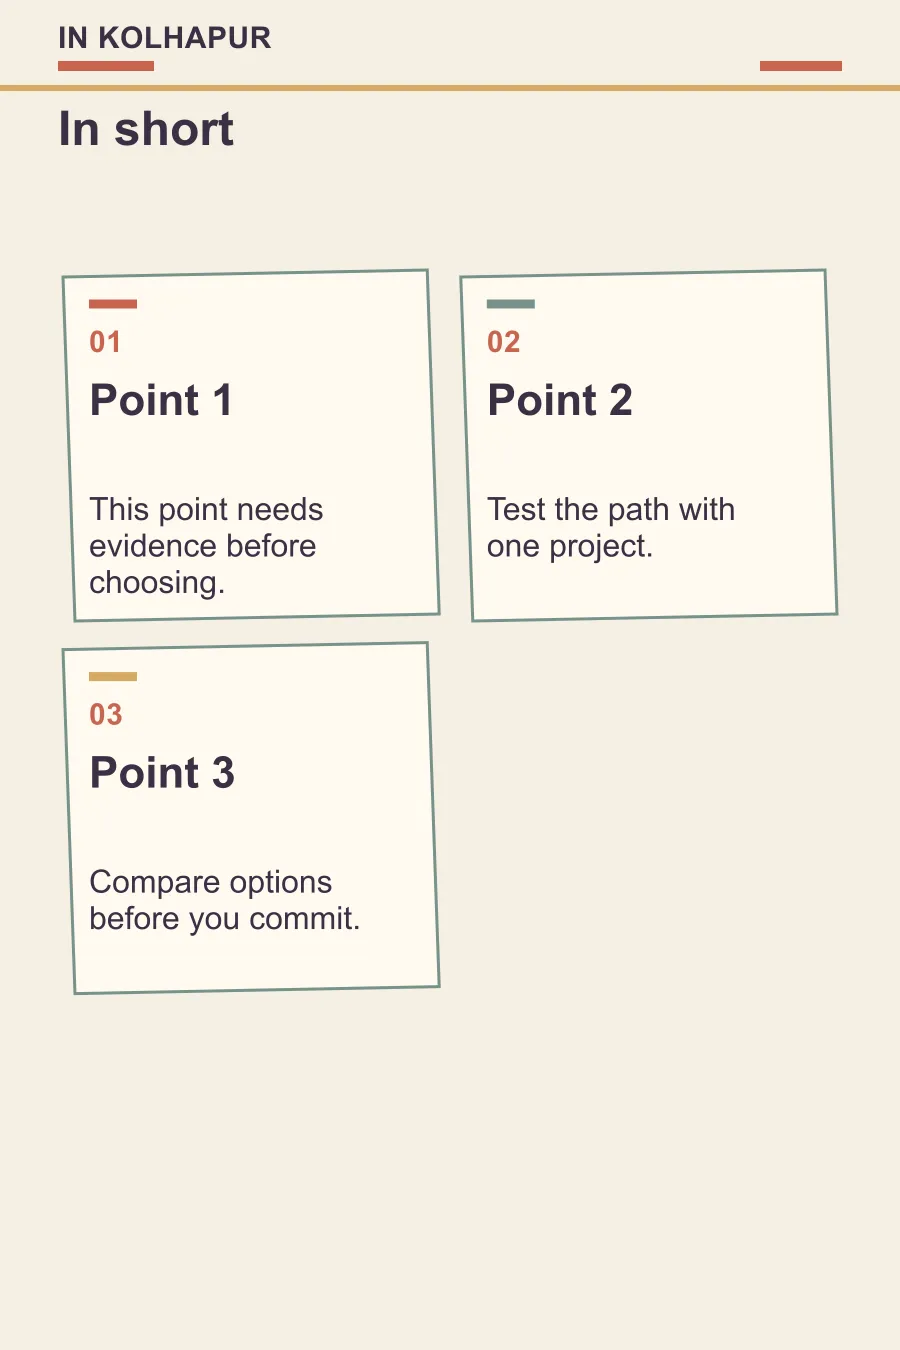 IN KOLHAPUR
In short
01
Point 1
This point needs
evidence before
choosing.
02
Point 2
Test the path with
one project.
03
Point 3
Compare options
before you commit.